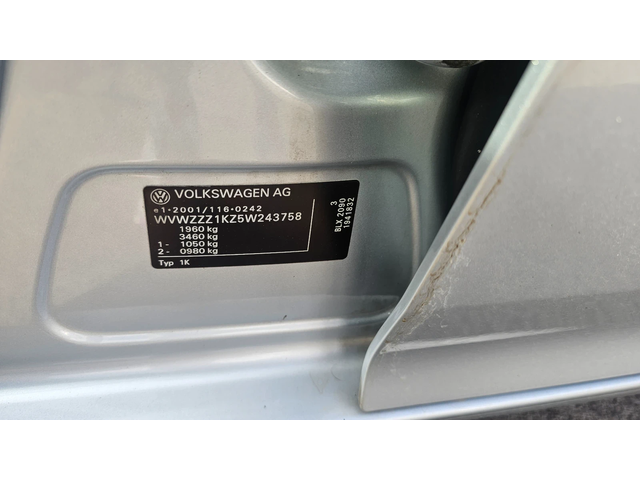 VOLKSWAGEN AG
e1*2001/116*0242
WVWZZZ1KZ5W243758
1960 kg
3460 kg
1 - 1050 kg
2 - 0980 kg
Typ 1K
3
BLX 2090
1941832